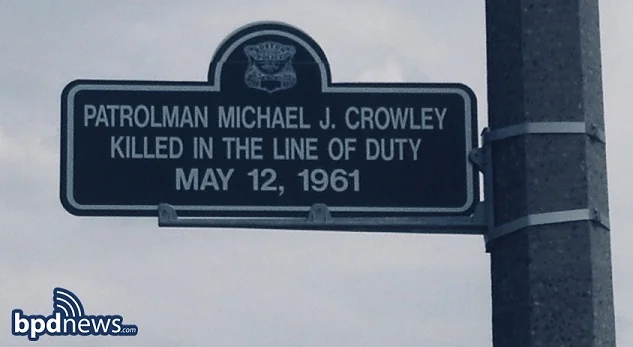 PATROLMAN MICHAEL J. CROWLEY
KILLED IN THE LINE OF DUTY
MAY 12, 1961
bpdnews.com